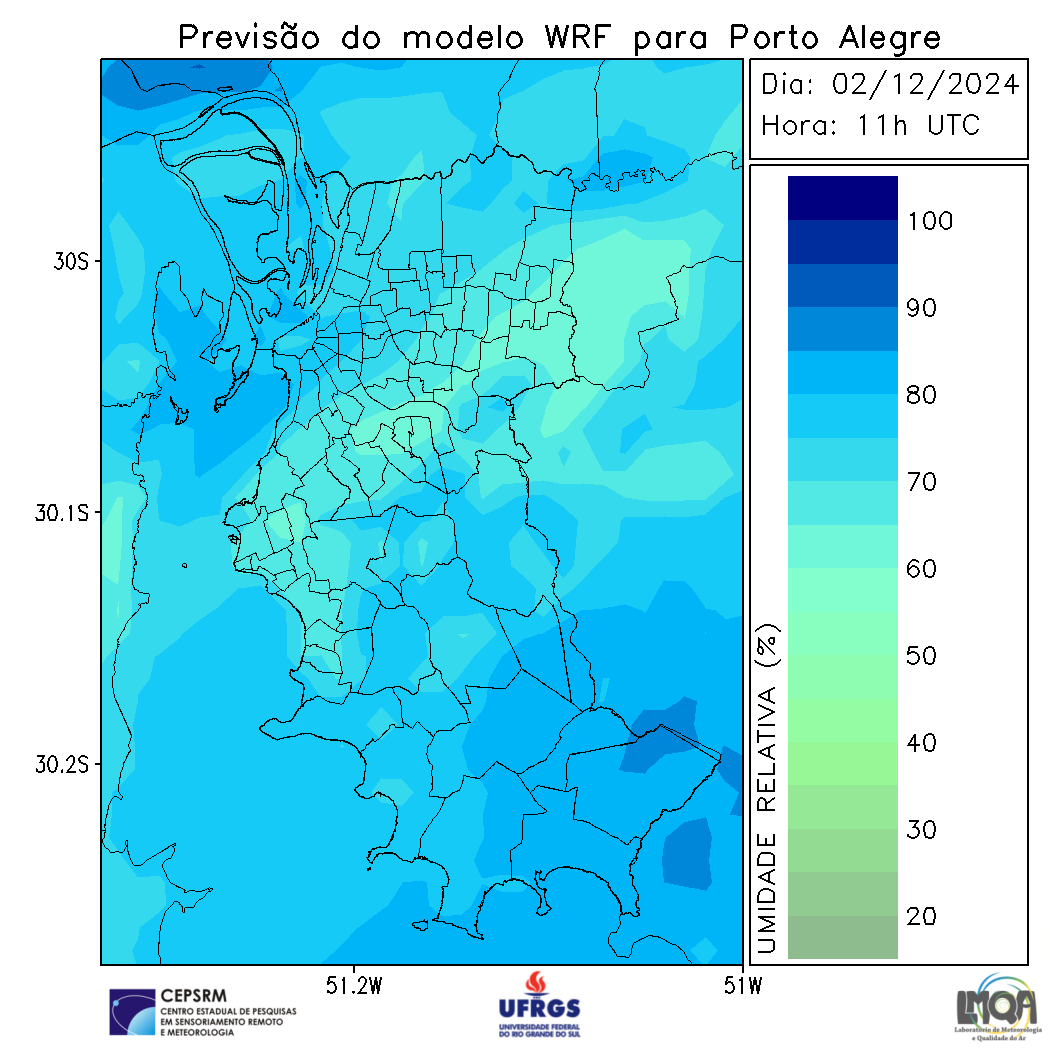 Previsão do modelo WRF para Porto Alegre
Dia: 02/12/2024
Hora: 11h UTC
30S
30.1S
30.2S
51.2W
51W
100
90
80
70
60
50
40
30
20
UMIDADE RELATIVA (%)
CEPSRM
CENTRO ESTADUAL DE PESQUISAS
EM SENSORIAMENTO REMOTO
E METEOROLOGIA
UFRGS
UNIVERSIDADE FEDERAL
DO RIO GRANDE DO SUL
LMQA
Laboratório de Meteorologia
e Qualidade do Ar